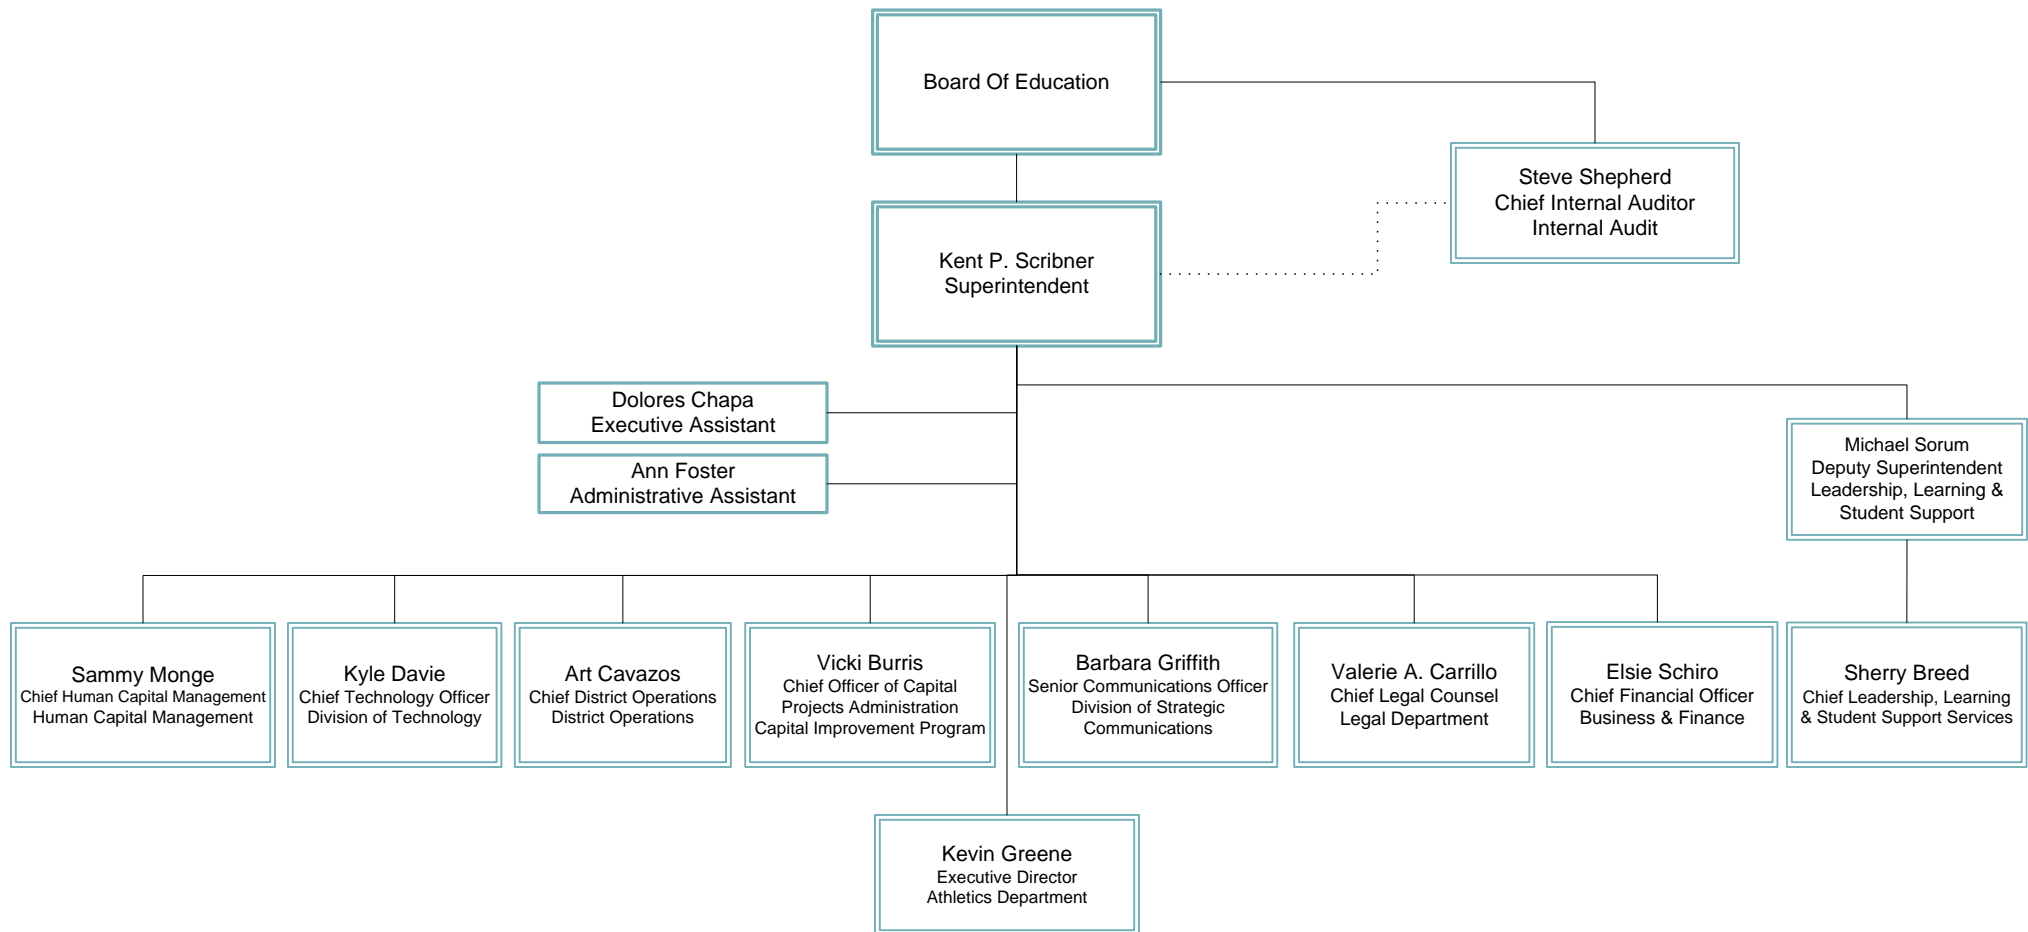 Board Of Education
Steve Shepherd
Chief Internal Auditor
Internal Audit
Kent P. Scribner
Superintendent
Dolores Chapa
Executive Assistant
Ann Foster
Administrative Assistant
Michael Sorum
Deputy Superintendent
Leadership, Learning &
Student Support
Sammy Monge
Chief Human Capital Management
Human Capital Management
Kyle Davie
Chief Technology Officer
Division of Technology
Art Cavazos
Chief District Operations
District Operations
Vicki Burris
Chief Officer of Capital
Projects Administration
Capital Improvement Program
Barbara Griffith
Senior Communications Officer
Division of Strategic
Communications
Valerie A. Carrillo
Chief Legal Counsel
Legal Department
Elsie Schiro
Chief Financial Officer
Business & Finance
Sherry Breed
Chief Leadership, Learning
& Student Support Services
Kevin Greene
Executive Director
Athletics Department